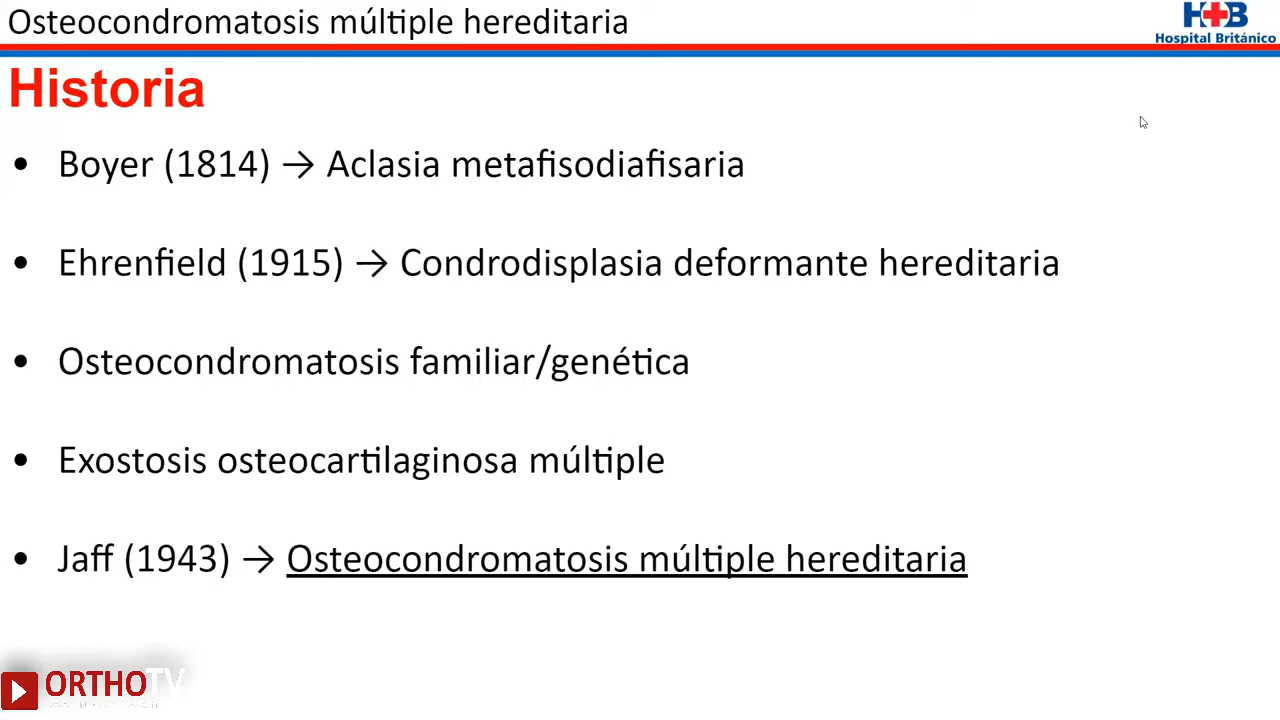 Osteocondromatosis múltiple hereditaria
H+B
Hospital Británico
Historia
• Boyer (1814) → Aclasia metafisodiafisaria
• Ehrenfield (1915) → Condrodisplasia deformante hereditaria
• Osteocondromatosis familiar/genética
• Exostosis osteocartilaginosa múltiple
• Jaff (1943) → Osteocondromatosis múltiple hereditaria
ORTHOTV